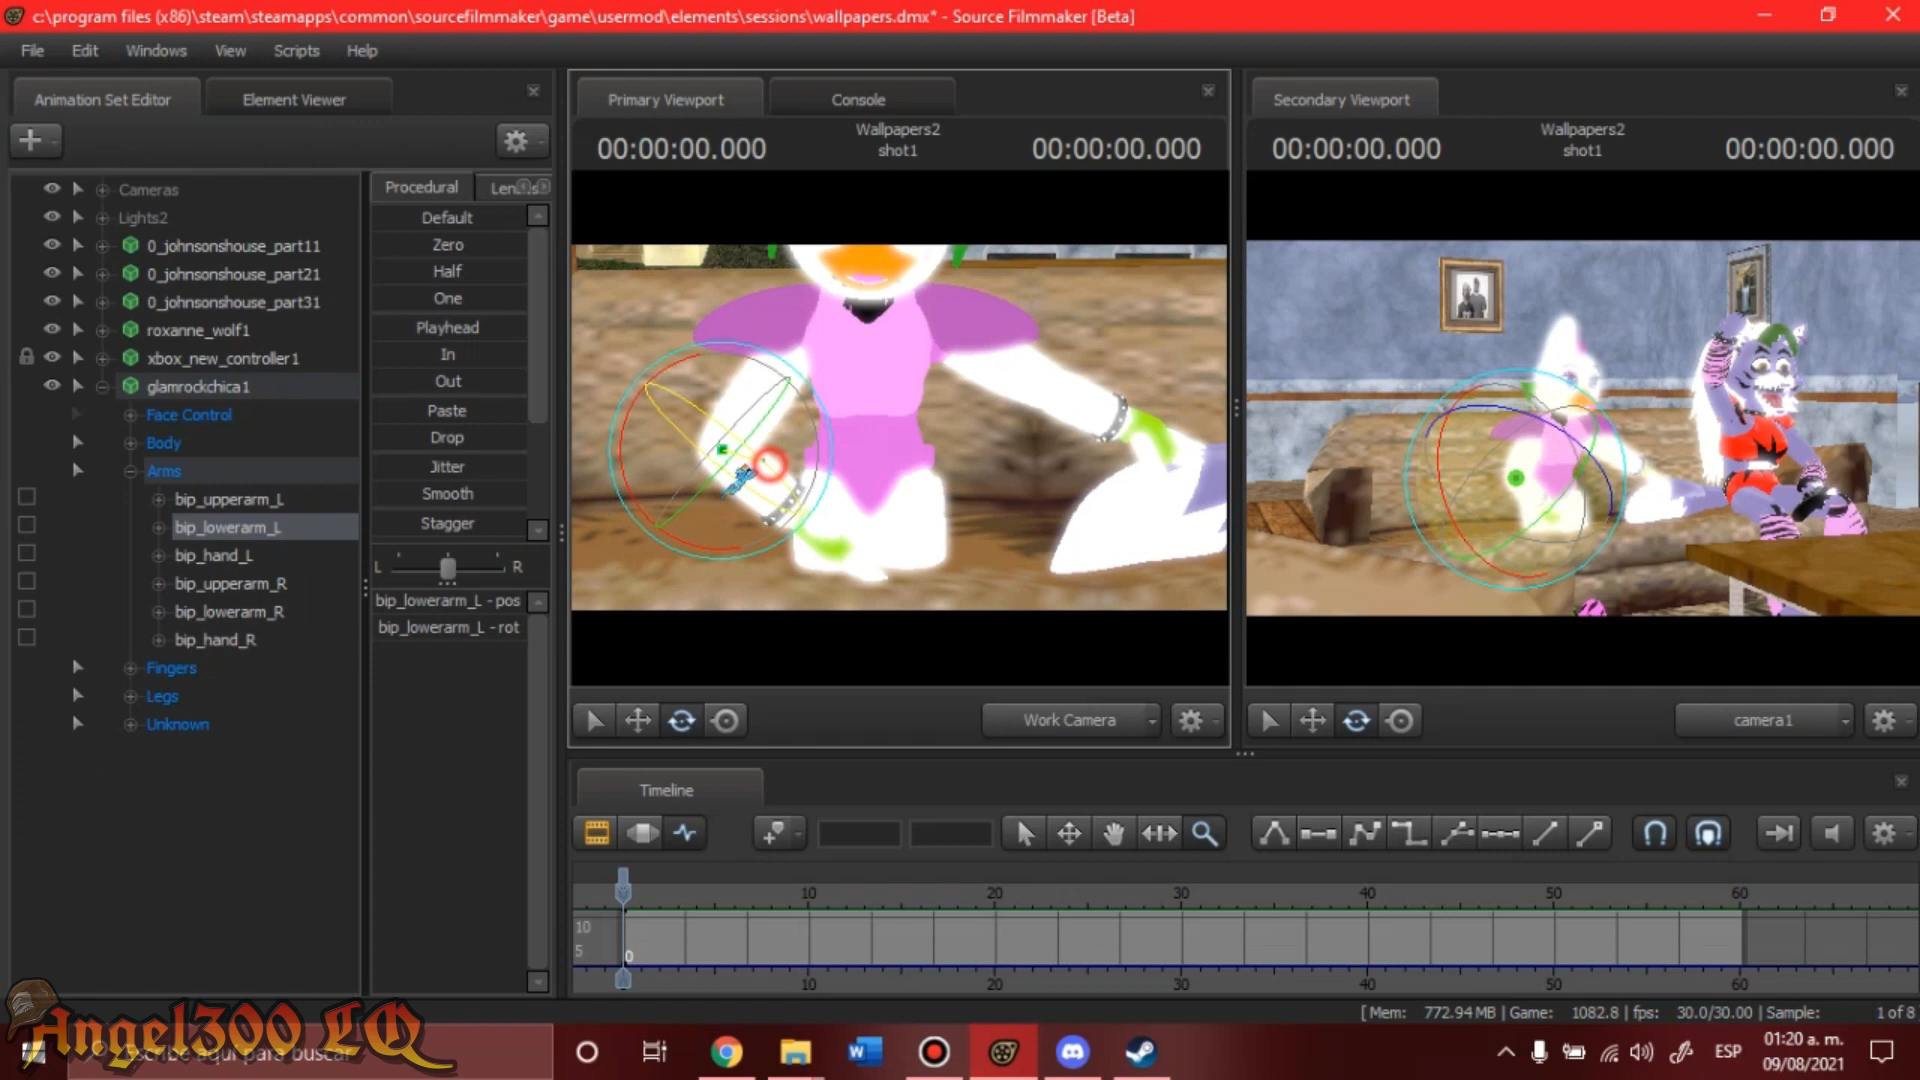 c:\program files (x86)\steam\steamapps\common\sourcefilmmaker\game\usermod\elements\sessions\wallpapers.dmx* - Source Filmmaker [Beta]
File Edit Windows View Scripts Help
Animation Set Editor Element Viewer
Primary Viewport Console
Secondary Viewport
00:00:00.000 Wallpapers2 shot1 00:00:00.000
00:00:00.000 Wallpapers2 shot1 00:00:00.000
Cameras
Lights2
0_johnsonshouse_part11
0_johnsonshouse_part21
0_johnsonshouse_part31
roxanne_wolf1
xbox_new_controller1
glamrockchica1
Face Control
Body
Arms
bip_upperarm_L
bip_lowerarm_L
bip_hand_L
bip_upperarm_R
bip_lowerarm_R
bip_hand_R
Fingers
Legs
Unknown
Procedural
Default
Zero
Half
One
Playhead
In
Out
Paste
Drop
Jitter
Smooth
Stagger
L R
bip_lowerarm_L - pos
bip_lowerarm_L - rot
Work Camera
camera1
Timeline
10 20 30 40 50 60
10
5
0
10 20 30 40 50 60
[ Mem: 772.94 MB | Game: 1082.8 | fps: 30.0/30.00 | Sample: 1 of 8
Angel300 LQ
Escribe aquí para buscar
ESP
01:20 a. m.
09/08/2021